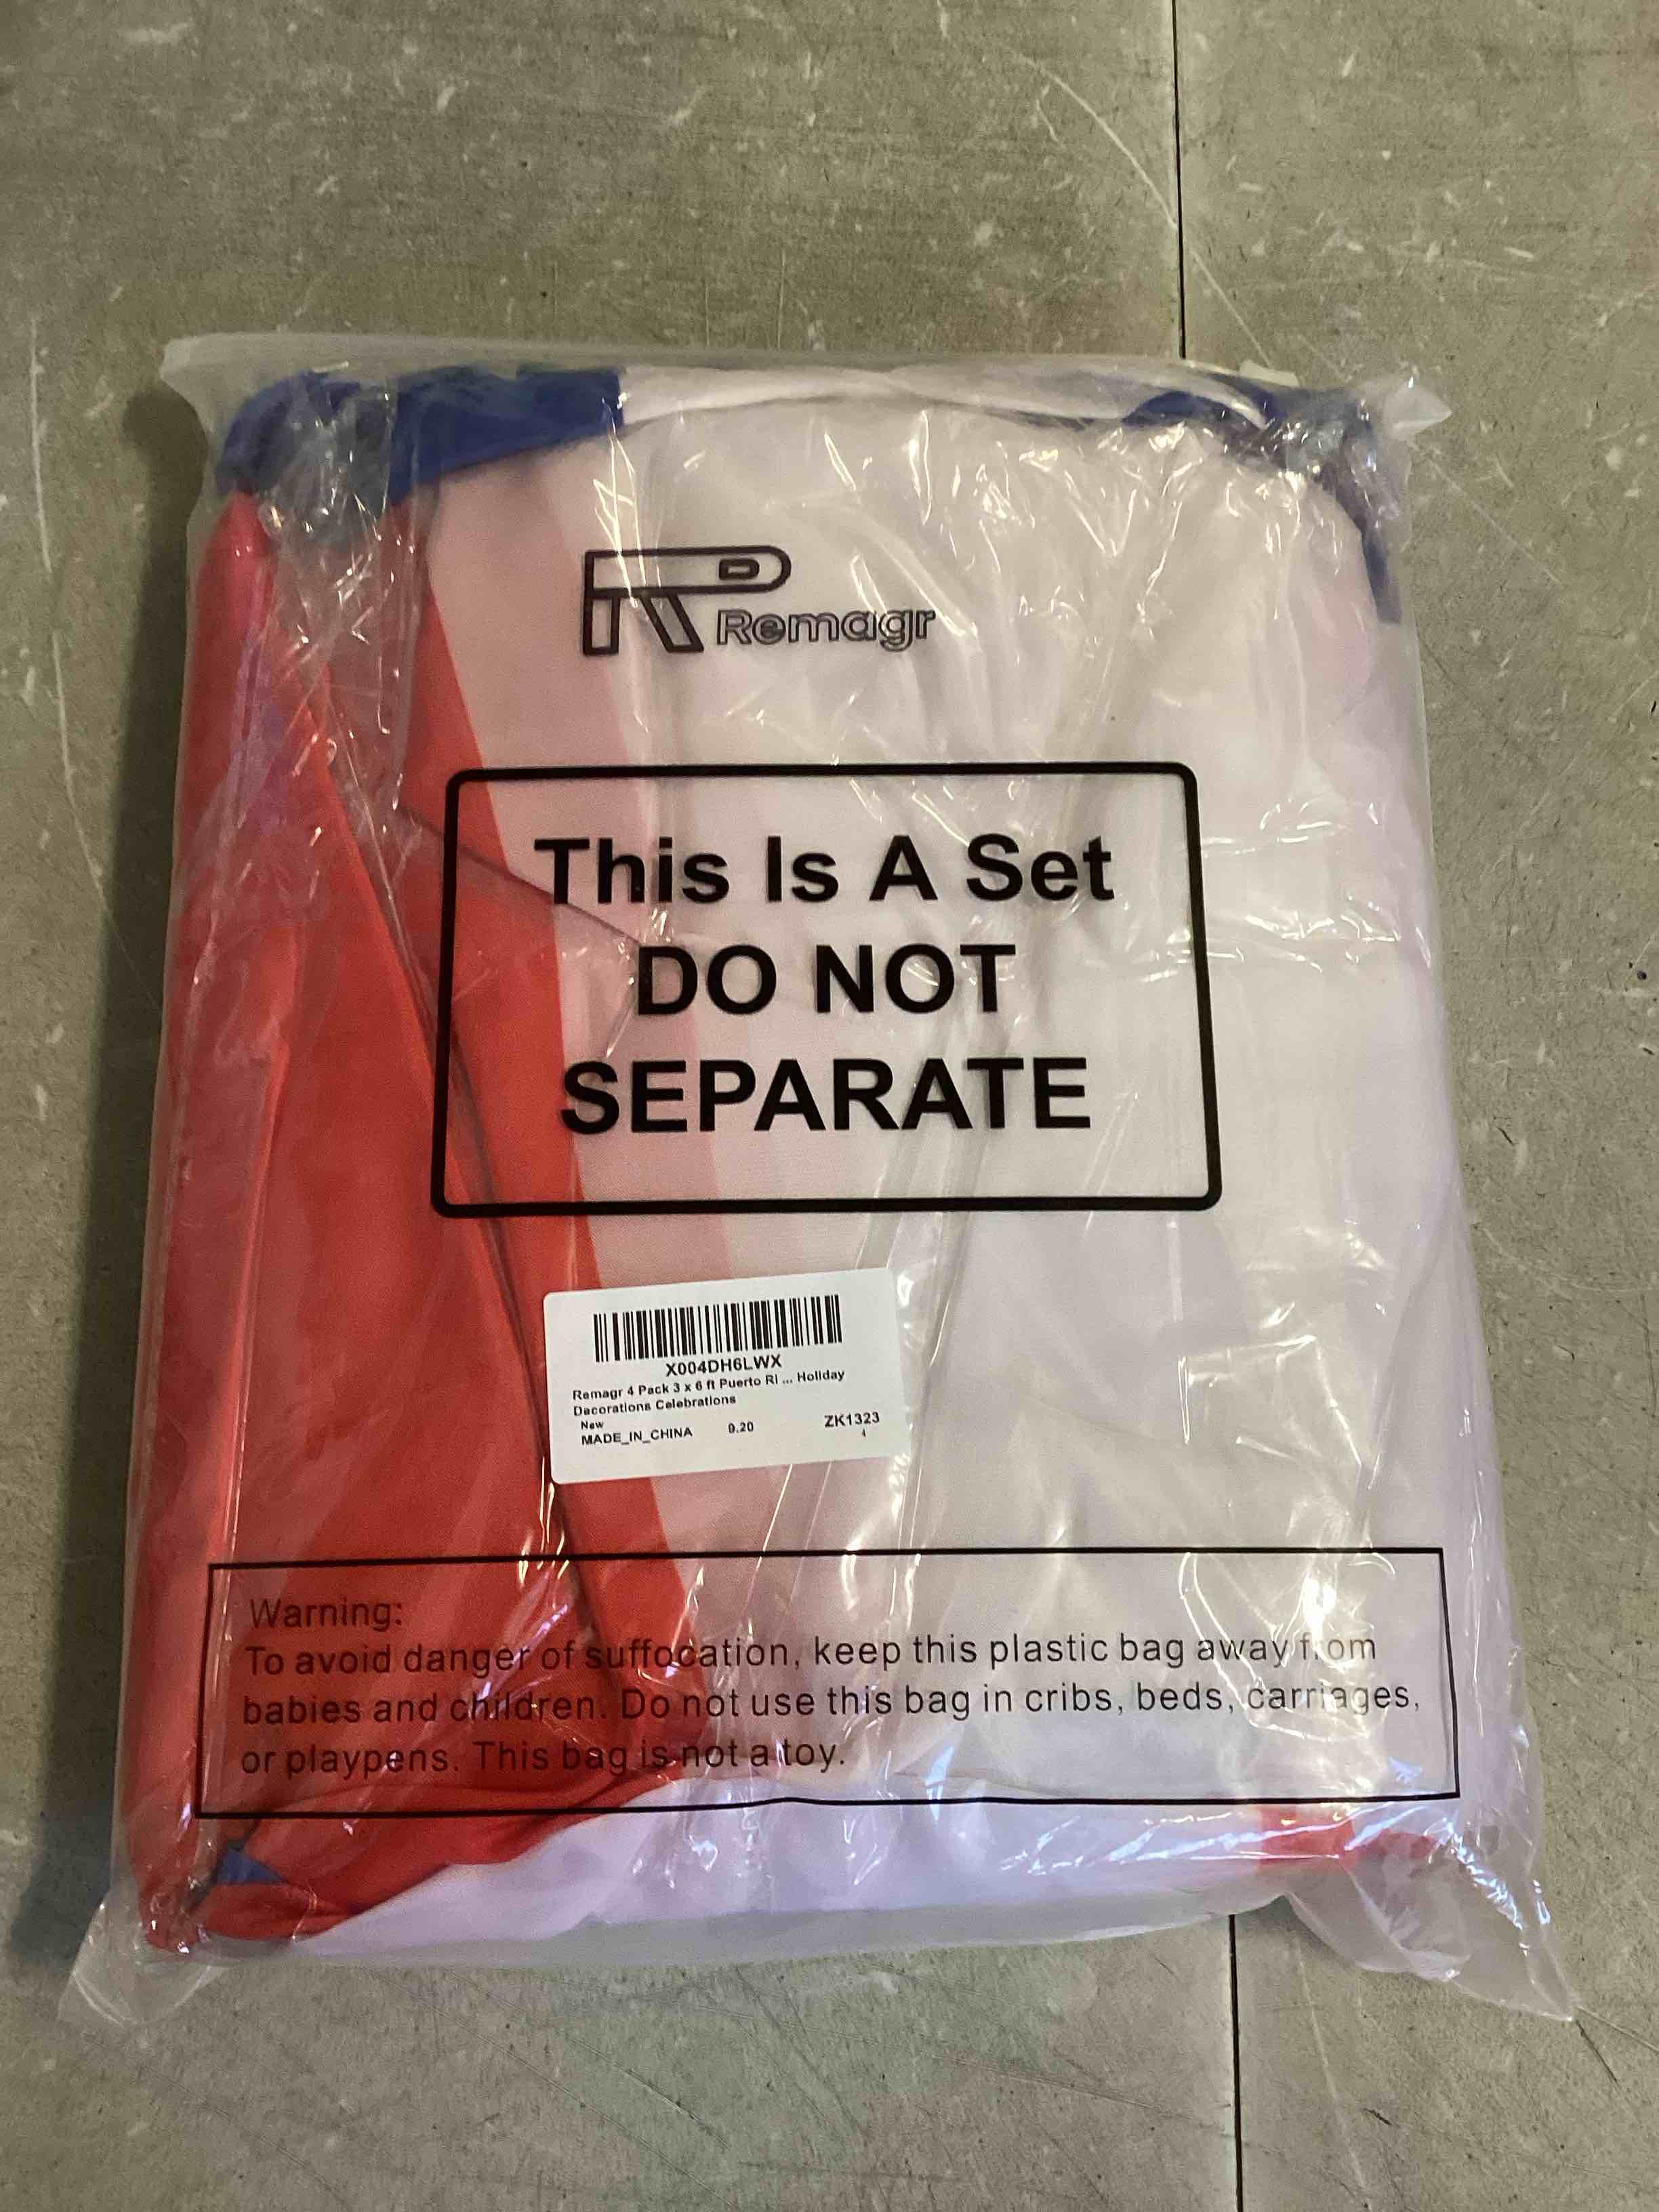 Remagr
This Is A Set
DO NOT
SEPARATE
X004DH6LWX
Remagr 4 Pack 3 x 6 ft Puerto Ri ... Holiday
Decorations Celebrations
New
MADE_IN_CHINA 9.20 ZK1323
4
Warning:
To avoid danger of suffocation, keep this plastic bag away from
babies and children. Do not use this bag in cribs, beds, carriages,
or playpens. This bag is not a toy.